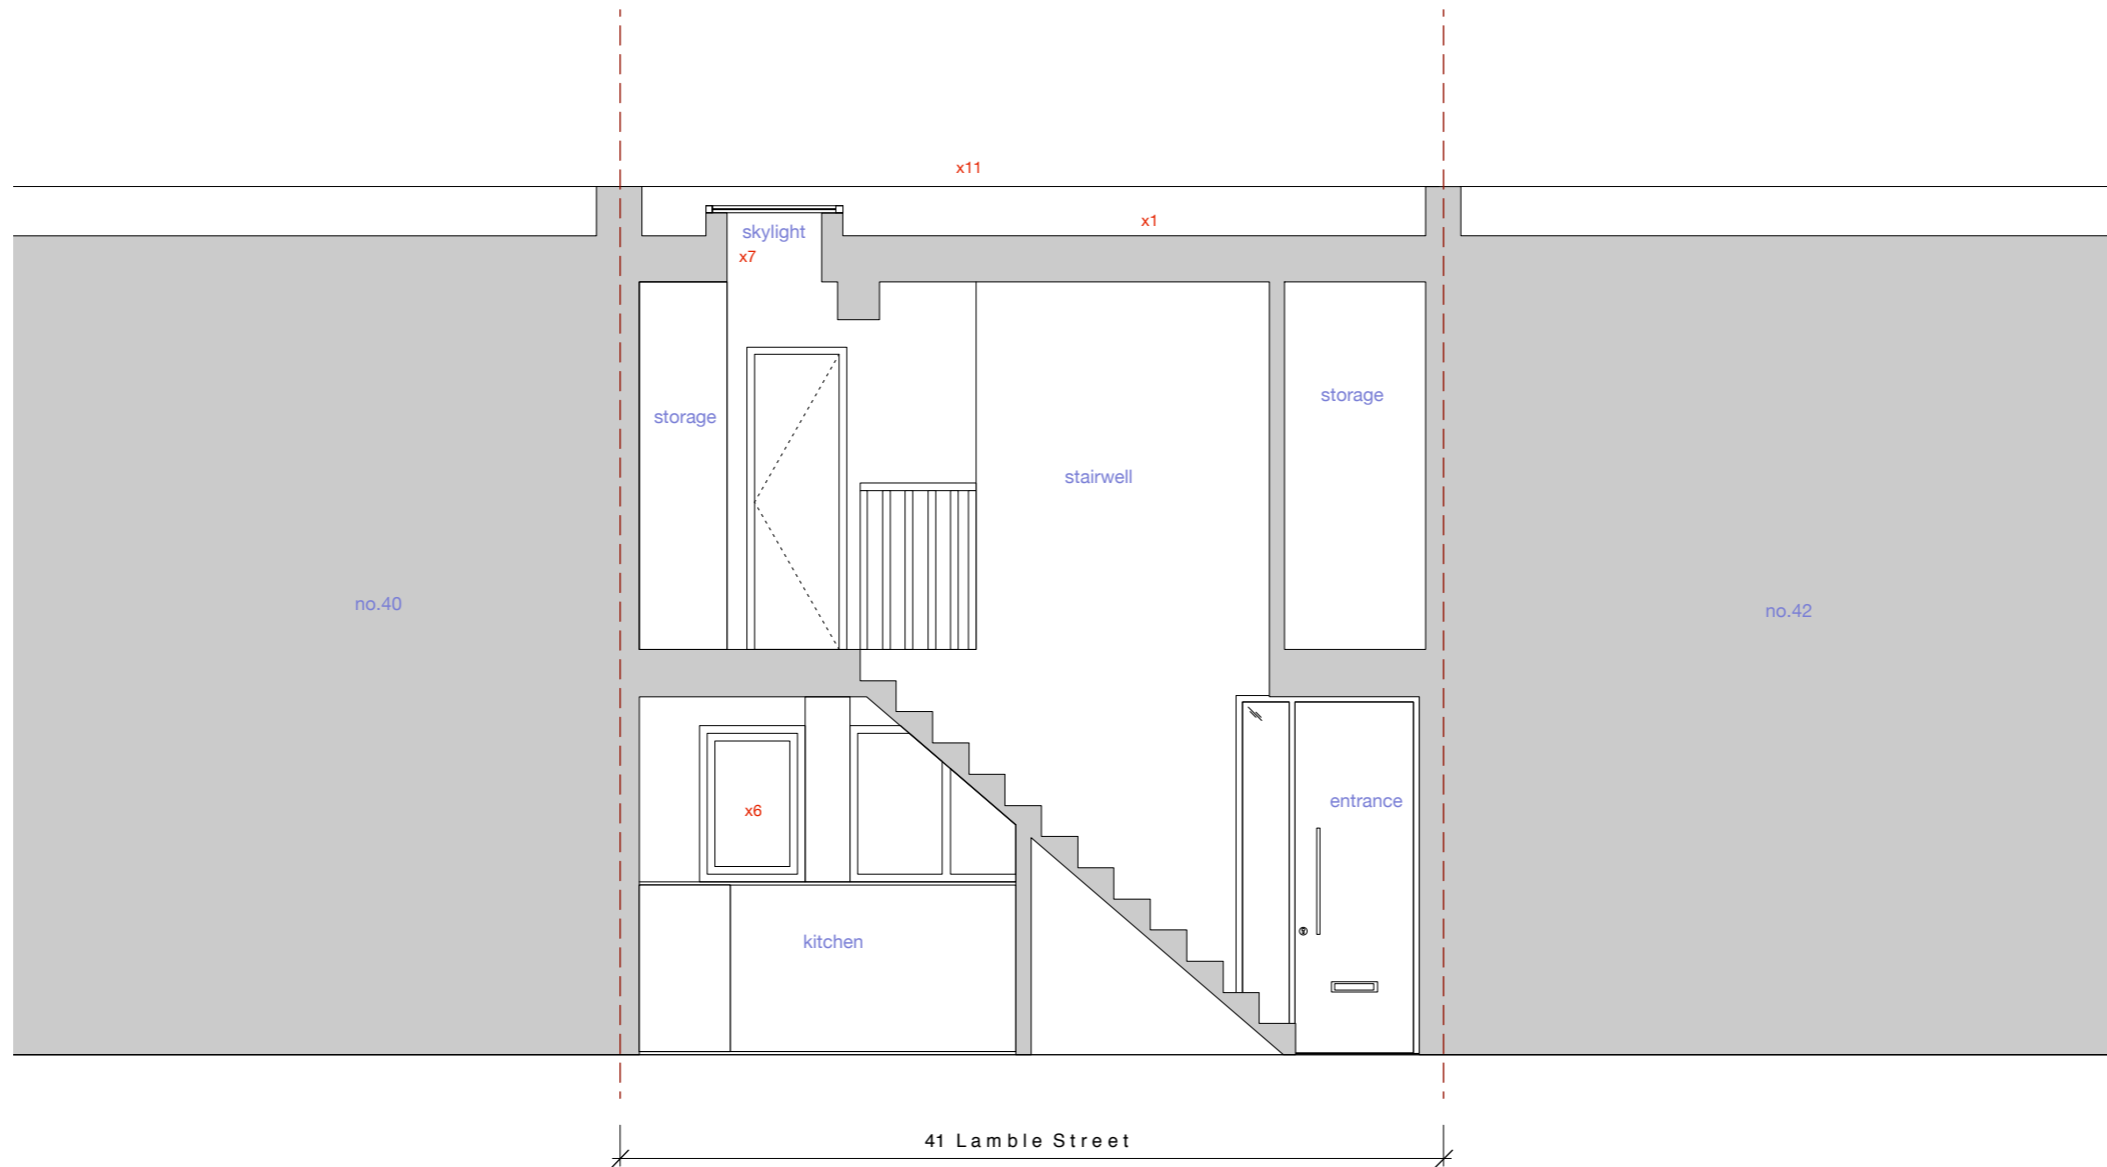 x11
x1
skylight
x7
storage
storage
stairwell
no.40
no.42
x6
entrance
kitchen
41 Lamble Street